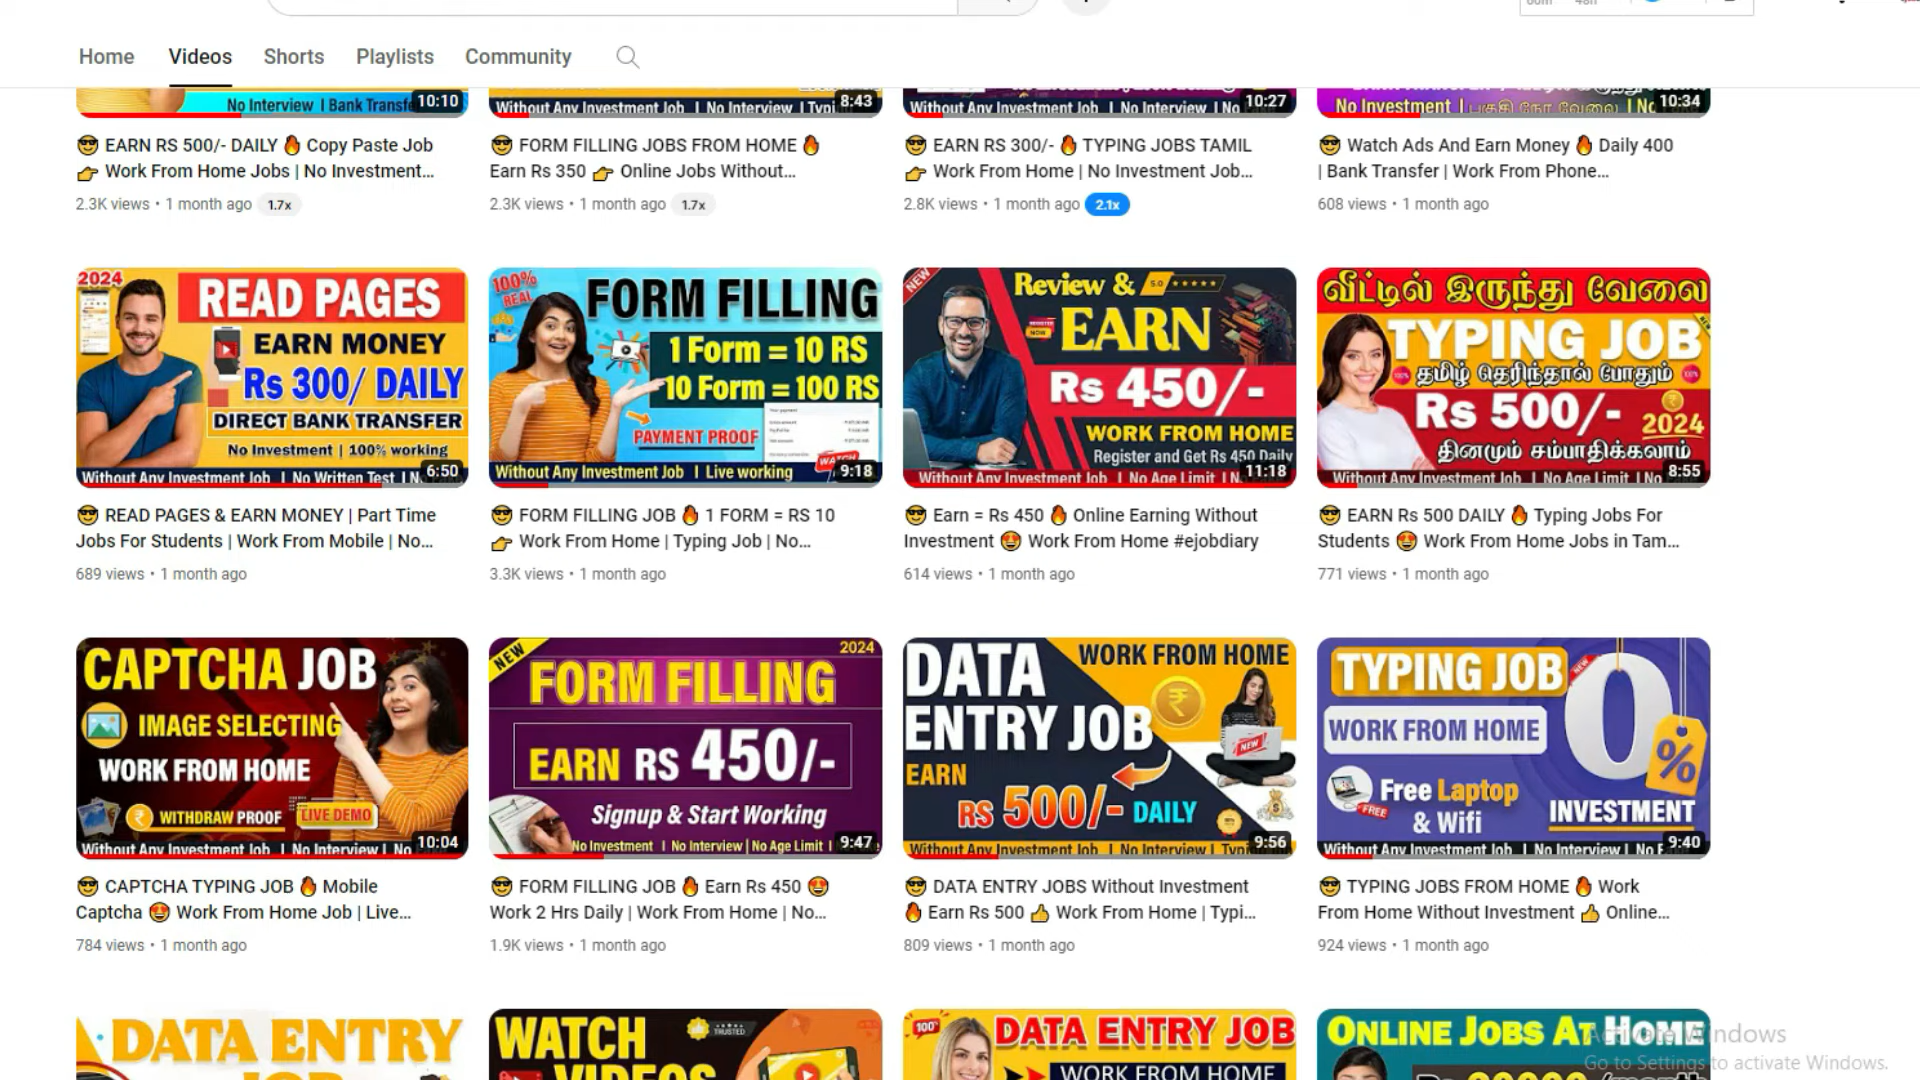 Home Videos Shorts Playlists Community
No Interview I Bank Transfe 10:10
Without Any Investment Job I No Interview I Typi 8:43
Without Any Investment Job I No Interview I No 10:27
No Investment I பகுதி நேர வேலை I No 10:34
😎 EARN RS 500/- DAILY 🔥 Copy Paste Job
👉 Work From Home Jobs | No Investment...
2.3K views • 1 month ago 1.7x
😎 FORM FILLING JOBS FROM HOME 🔥
Earn Rs 350 👉 Online Jobs Without...
2.3K views • 1 month ago 1.7x
😎 EARN RS 300/- 🔥 TYPING JOBS TAMIL
👉 Work From Home | No Investment Job...
2.8K views • 1 month ago 2.1x
😎 Watch Ads And Earn Money 🔥 Daily 400
| Bank Transfer | Work From Phone...
608 views • 1 month ago
2024
READ PAGES
EARN MONEY
Rs 300/ DAILY
DIRECT BANK TRANSFER
No Investment | 100% working
Without Any Investment Job I No Written Test I N
6:50
😎 READ PAGES & EARN MONEY | Part Time
Jobs For Students | Work From Mobile | No...
689 views • 1 month ago
100% REAL
FORM FILLING
1 Form = 10 RS
10 Form = 100 RS
PAYMENT PROOF
WATCH
Without Any Investment Job I Live working
9:18
😎 FORM FILLING JOB 🔥 1 FORM = RS 10
👉 Work From Home | Typing Job | No...
3.3K views • 1 month ago
NEW
Review & 5.0
REGISTER NOW
EARN
Rs 450/-
WORK FROM HOME
Register and Get Rs 450 Daily
Without Any Investment Job I No Age Limit I N
11:18
😎 Earn = Rs 450 🔥 Online Earning Without
Investment 😍 Work From Home #ejobdiary
614 views • 1 month ago
வீட்டில் இருந்து வேலை
NEW
TYPING JOB
100% தமிழ் தெரிந்தால் போதும் 100%
Rs 500/-
2024
தினமும் சம்பாதிக்கலாம்
Without Any Investment Job I No Age Limit I No
8:55
😎 EARN Rs 500 DAILY 🔥 Typing Jobs For
Students 😍 Work From Home Jobs in Tam...
771 views • 1 month ago
CAPTCHA JOB
IMAGE SELECTING
WORK FROM HOME
WITHDRAW PROOF LIVE DEMO
Without Any Investment Job I No Interview I No
10:04
😎 CAPTCHA TYPING JOB 🔥 Mobile
Captcha 😍 Work From Home Job | Live...
784 views • 1 month ago
NEW 2024
FORM FILLING
EARN RS 450/-
Signup & Start Working
No Investment I No Interview | No Age Limit I
9:47
😎 FORM FILLING JOB 🔥 Earn Rs 450 😍
Work 2 Hrs Daily | Work From Home | No...
1.9K views • 1 month ago
WORK FROM HOME
DATA
ENTRY JOB
NEW
EARN
RS 500/- DAILY
Without Any Investment Job I No Interview I Typi
9:56
😎 DATA ENTRY JOBS Without Investment
🔥 Earn Rs 500 👍 Work From Home | Typi...
809 views • 1 month ago
TYPING JOB NEW
WORK FROM HOME 0
%
FREE Free Laptop
& Wifi
INVESTMENT
Without Any Investment Job I No Interview I No
9:40
😎 TYPING JOBS FROM HOME 🔥 Work
From Home Without Investment 👍 Online...
924 views • 1 month ago
DATA ENTRY
JOB
WATCH TRUSTED
VIDEOS
100% DATA ENTRY JOB
WORK FROM HOME
ONLINE JOBS AT HOME
Activate Windows
Go to Settings to activate Windows.